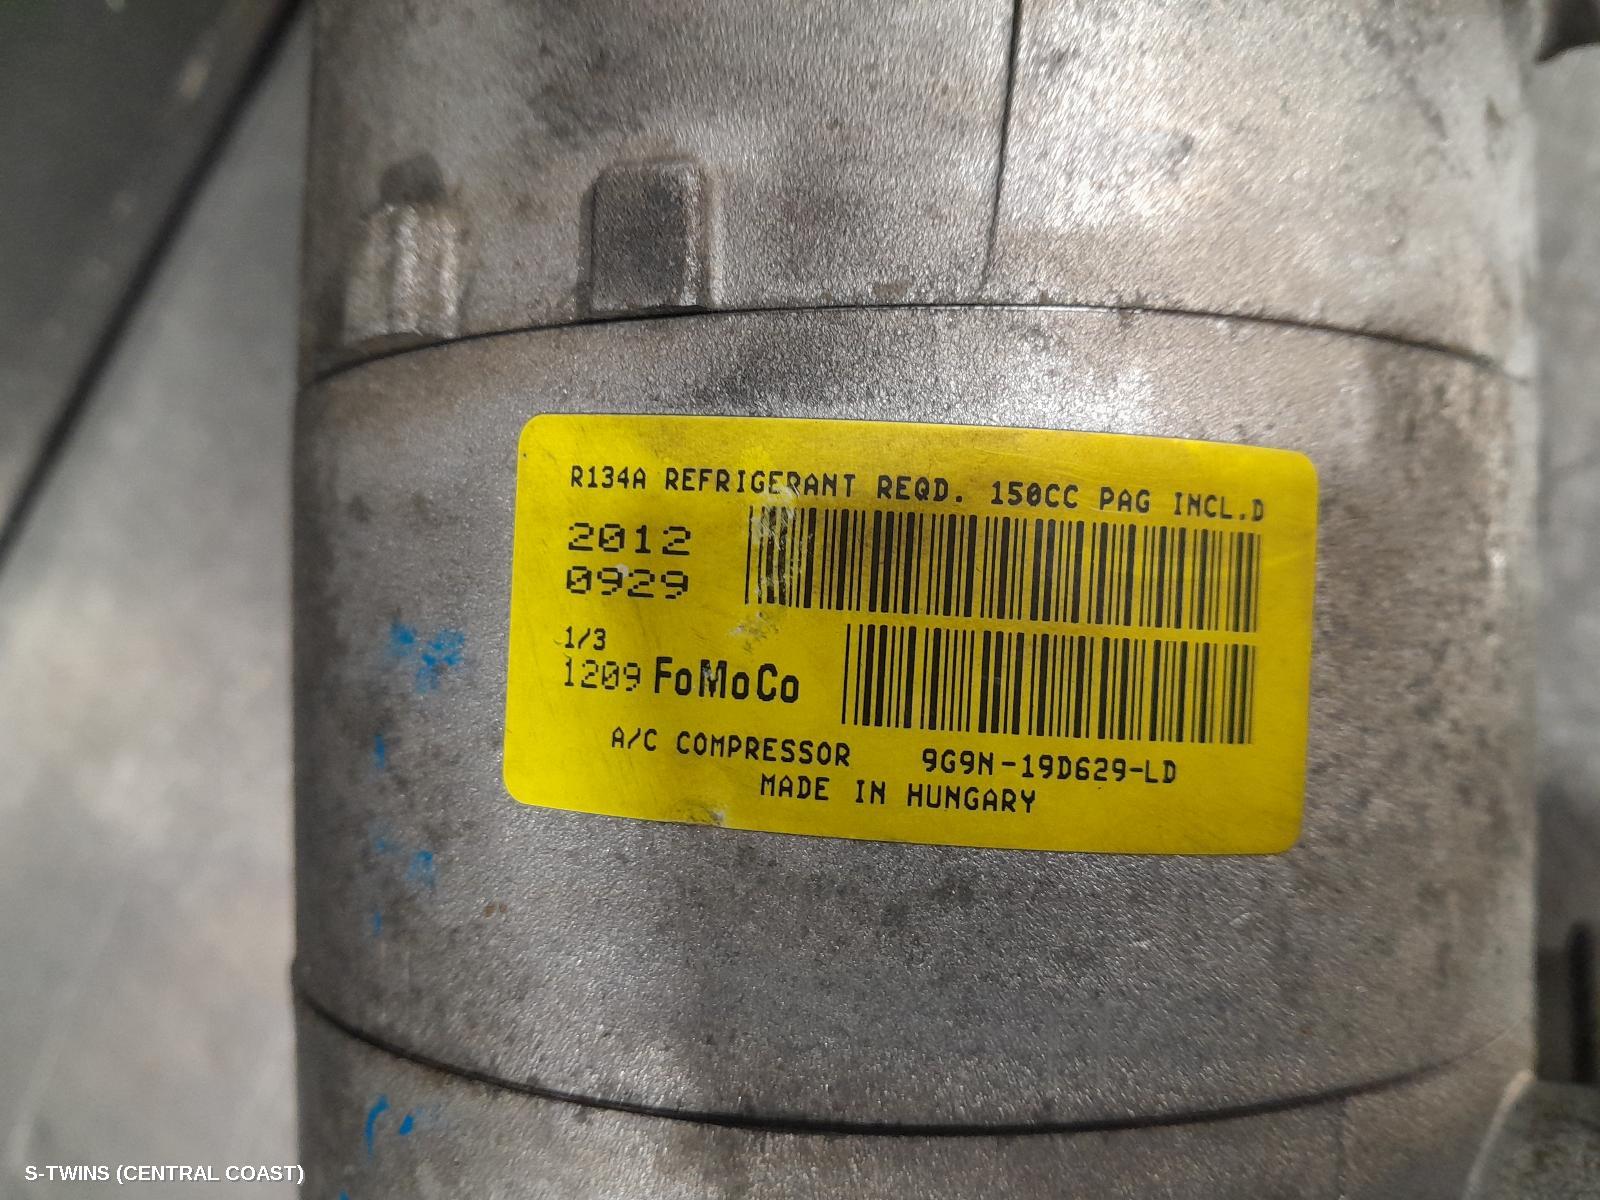 R134A REFRIGERANT REQD. 150CC PAG INCL.D
2012
0929
1/3
1209 FoMoCo
A/C COMPRESSOR 9G9N-19D629-LD
MADE IN HUNGARY
S-TWINS (CENTRAL COAST)